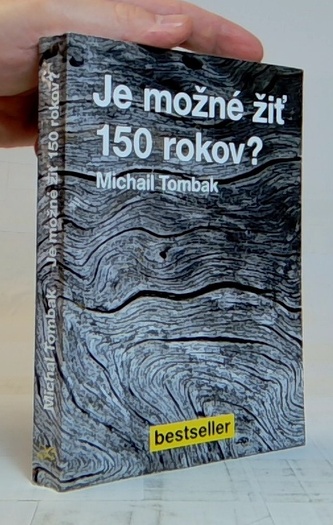 Je možné žiť
150 rokov?
Michail Tombak
bestseller
Michail Tombak Je možné žiť 150 rokov?